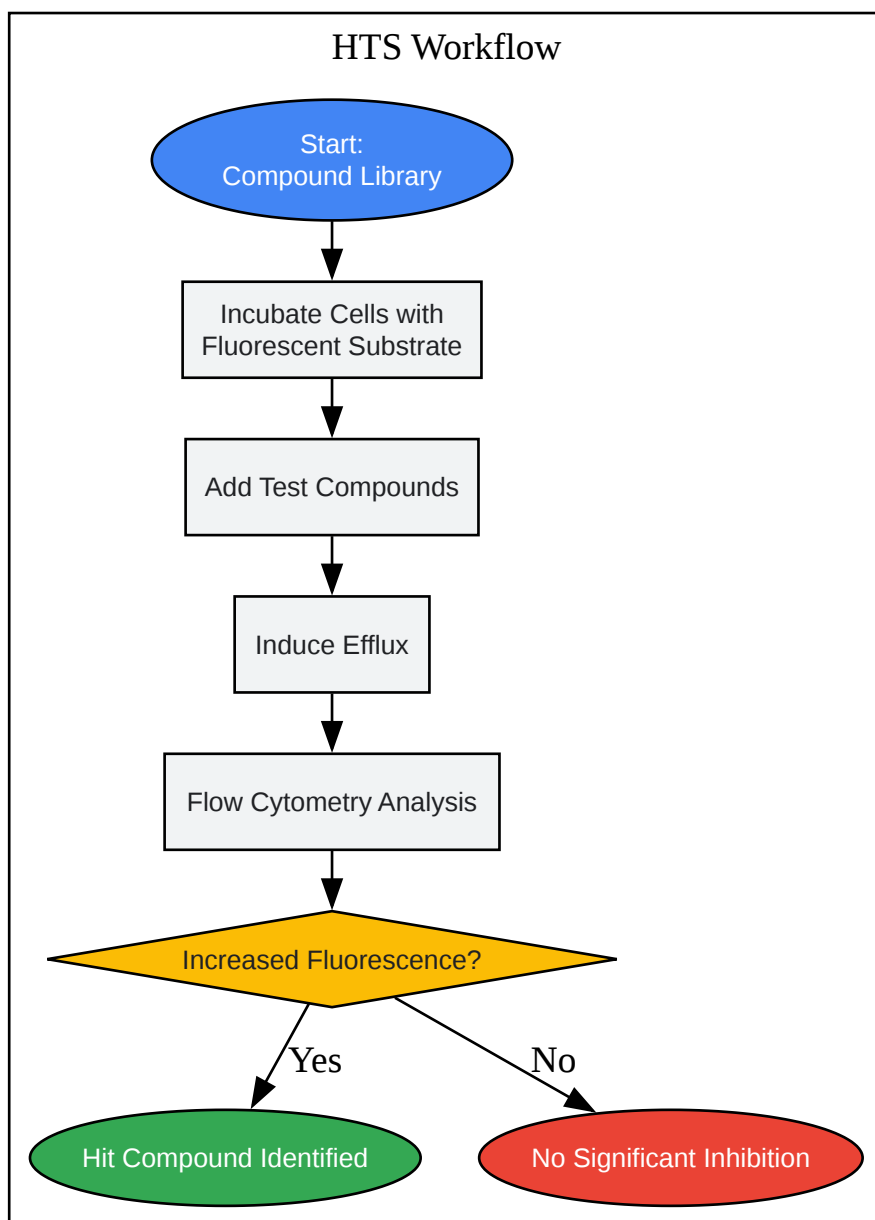 HTS Workflow
Start:
Compound Library
Incubate Cells with
Fluorescent Substrate
Add Test Compounds
Induce Efflux
Flow Cytometry Analysis
Increased Fluorescence?
Yes
No
Hit Compound Identified
No Significant Inhibition